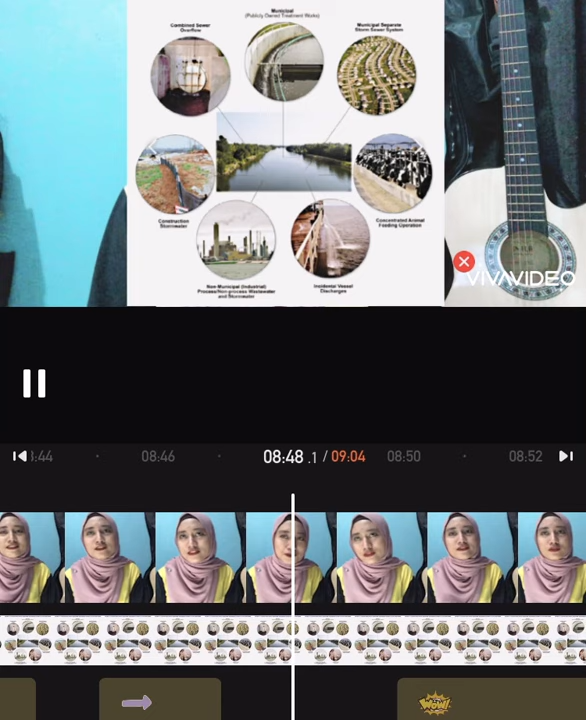 Municipal
(Publicly Owned Treatment Works)
Combined Sewer
Overflow
Municipal Separate
Storm Sewer System
Construction
Stormwater
Concentrated Animal
Feeding Operation
Non-Municipal (Industrial)
Process/Non-process Wastewater
and Stormwater
Incidental Vessel
Discharges
VIVAVIDEO
:44
08:46
08:48.1 / 09:04
08:50
08:52
WOW!